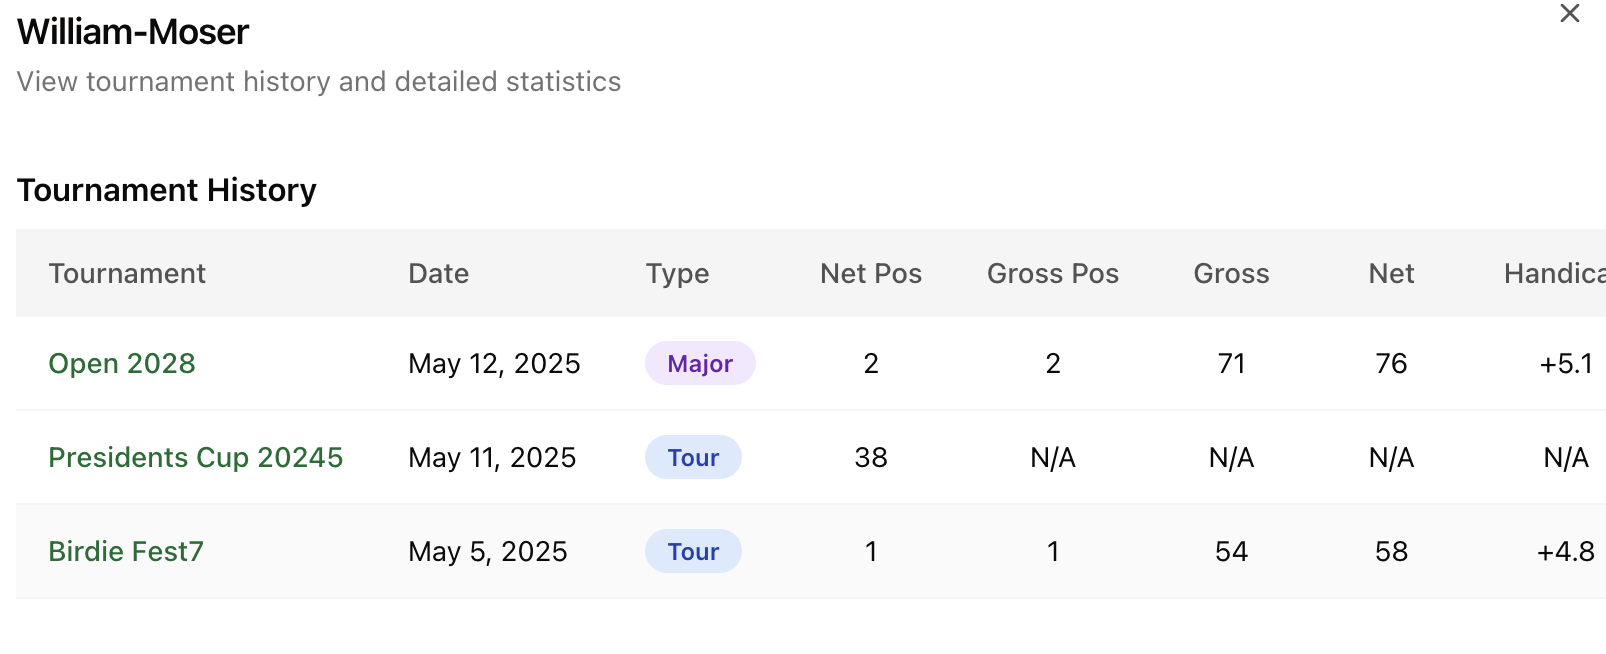 William-Moser
View tournament history and detailed statistics
Tournament History
Tournament Date Type Net Pos Gross Pos Gross Net Handica
Open 2028 May 12, 2025 Major 2 2 71 76 +5.1
Presidents Cup 20245 May 11, 2025 Tour 38 N/A N/A N/A N/A
Birdie Fest7 May 5, 2025 Tour 1 1 54 58 +4.8